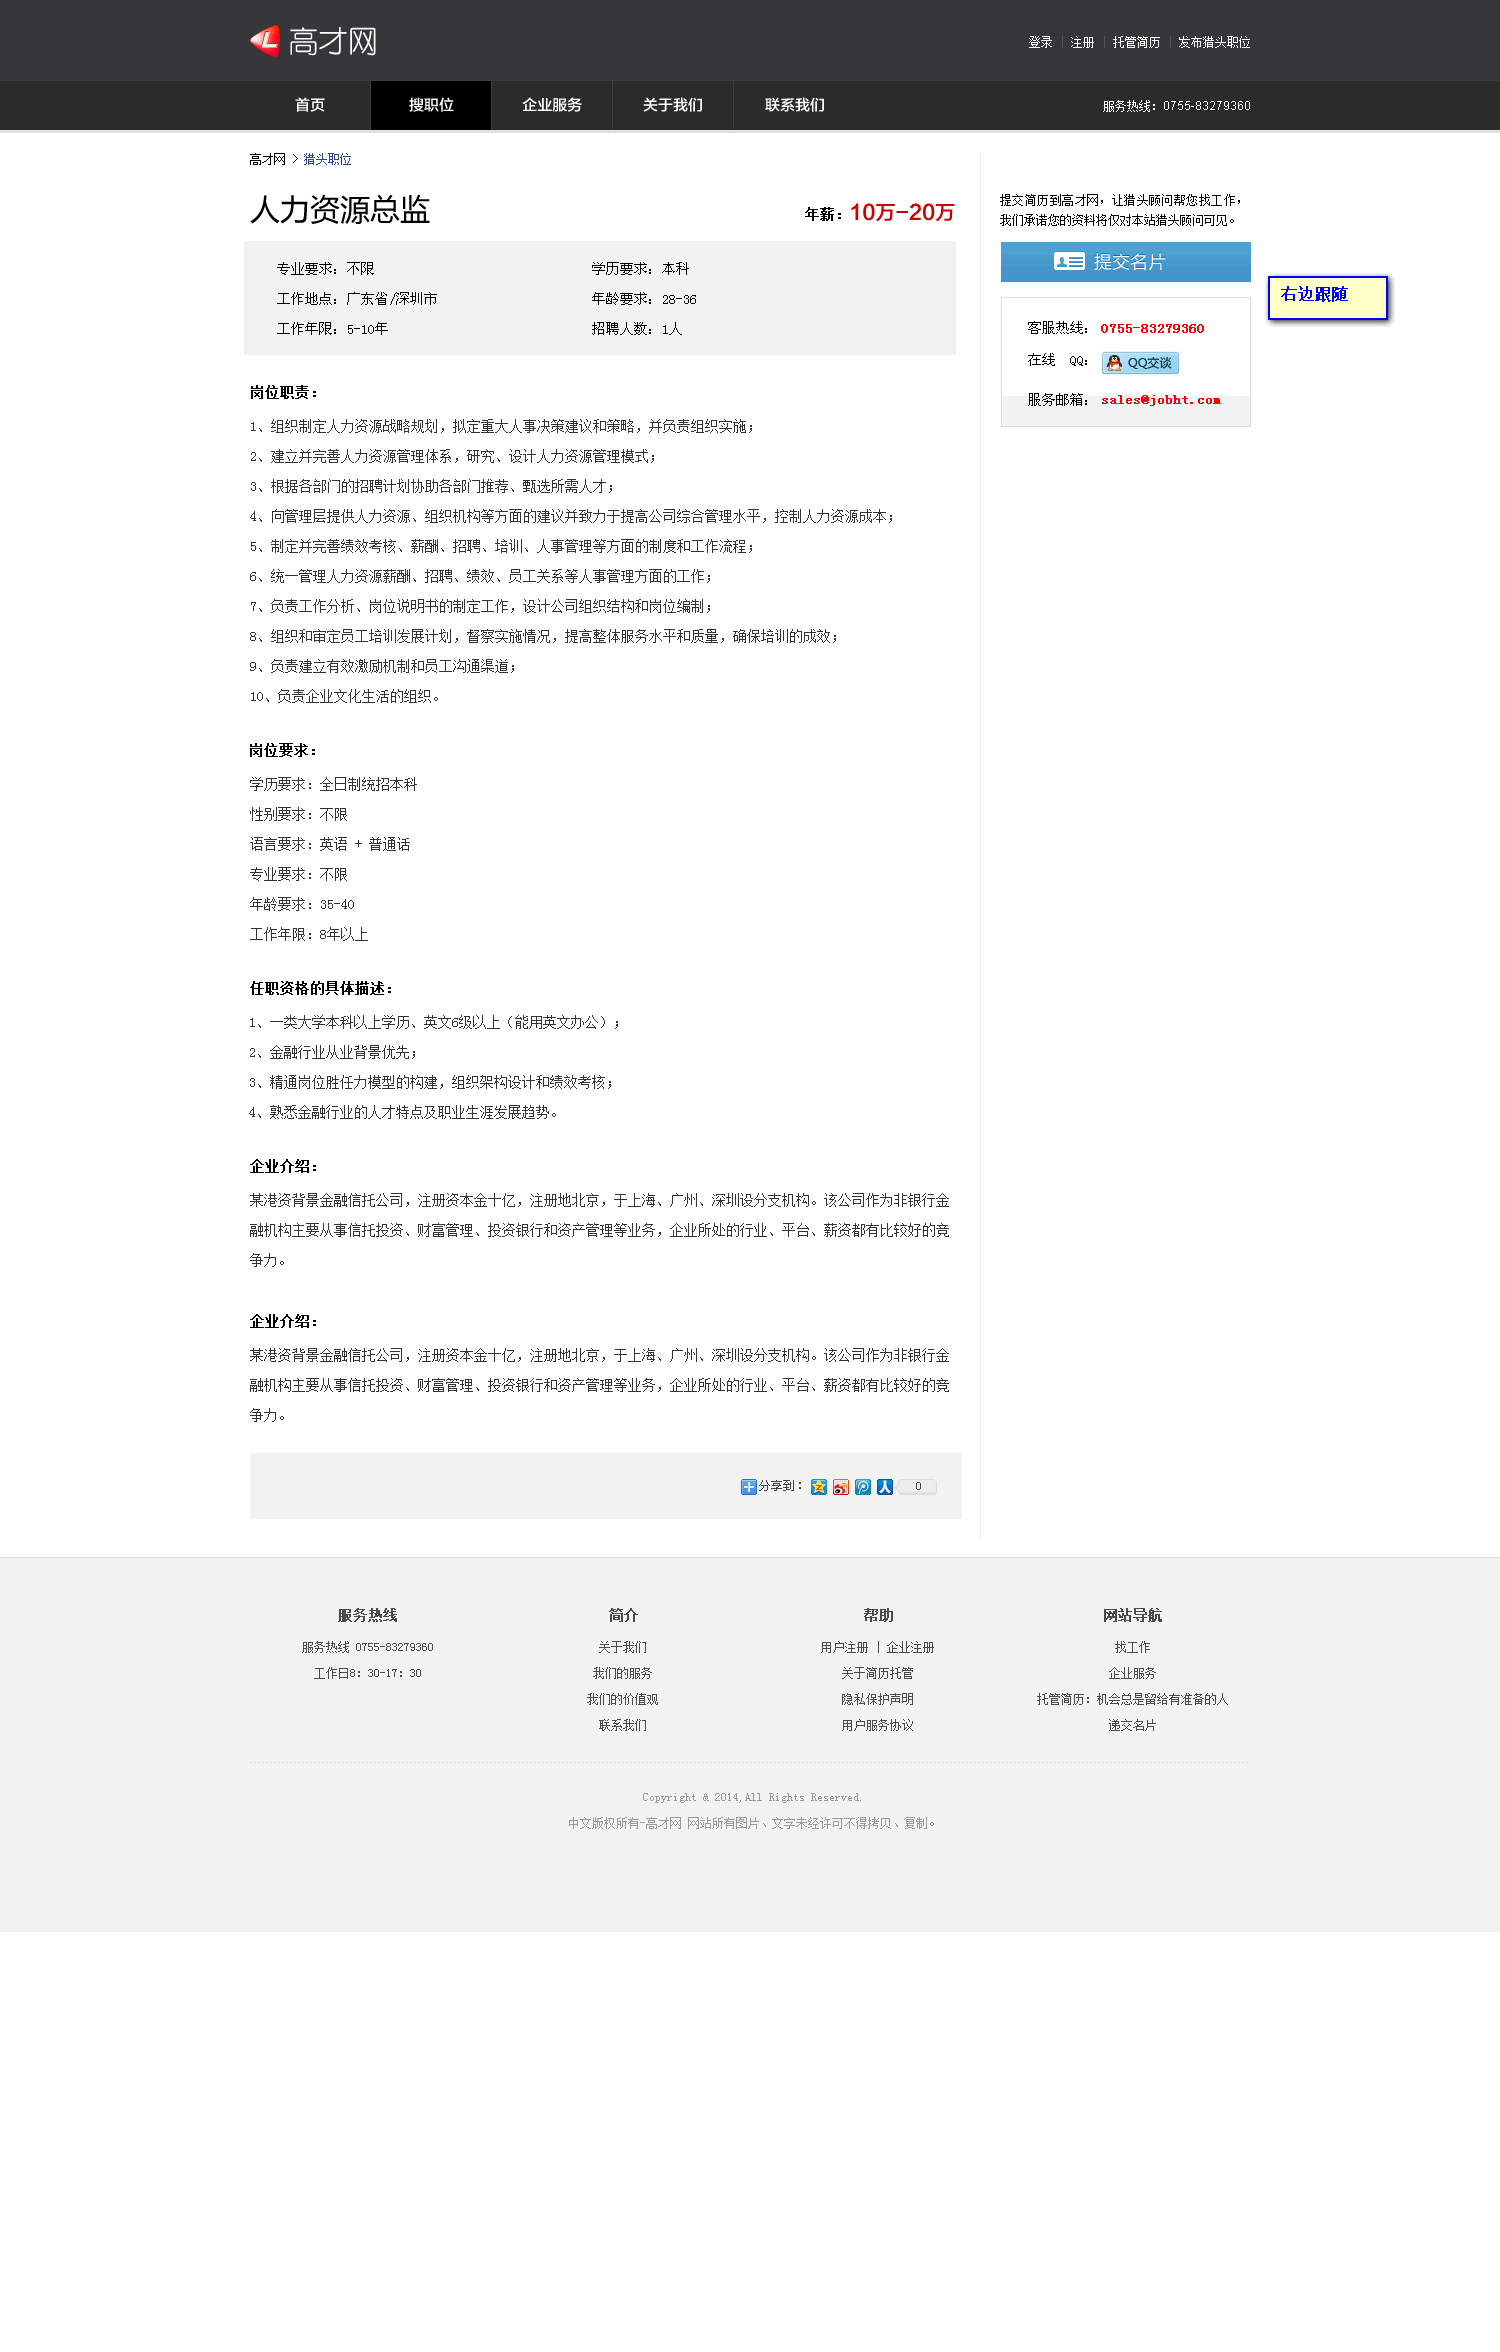 高才网
登录 | 注册 | 托管简历 | 发布猎头职位
首页 搜职位 企业服务 关于我们 联系我们
服务热线：0755-83279360
高才网 > 猎头职位
人力资源总监
年薪：10万-20万
专业要求：不限 学历要求：本科
工作地点：广东省/深圳市 年龄要求：28-36
工作年限：5-10年 招聘人数：1人
提交简历到高才网，让猎头顾问帮您找工作，
我们承诺您的资料将仅对本站猎头顾问可见。
提交名片
右边跟随
客服热线：0755-83279360
在线 QQ：QQ交谈
服务邮箱：sales@jobht.com
岗位职责：
1、组织制定人力资源战略规划，拟定重大人事决策建议和策略，并负责组织实施；
2、建立并完善人力资源管理体系，研究、设计人力资源管理模式；
3、根据各部门的招聘计划协助各部门推荐、甄选所需人才；
4、向管理层提供人力资源、组织机构等方面的建议并致力于提高公司综合管理水平，控制人力资源成本；
5、制定并完善绩效考核、薪酬、招聘、培训、人事管理等方面的制度和工作流程；
6、统一管理人力资源薪酬、招聘、绩效、员工关系等人事管理方面的工作；
7、负责工作分析、岗位说明书的制定工作，设计公司组织结构和岗位编制；
8、组织和审定员工培训发展计划，督察实施情况，提高整体服务水平和质量，确保培训的成效；
9、负责建立有效激励机制和员工沟通渠道；
10、负责企业文化生活的组织。
岗位要求：
学历要求：全日制统招本科
性别要求：不限
语言要求：英语 + 普通话
专业要求：不限
年龄要求：35-40
工作年限：8年以上
任职资格的具体描述：
1、一类大学本科以上学历、英文6级以上（能用英文办公）；
2、金融行业从业背景优先；
3、精通岗位胜任力模型的构建，组织架构设计和绩效考核；
4、熟悉金融行业的人才特点及职业生涯发展趋势。
企业介绍：
某港资背景金融信托公司，注册资本金十亿，注册地北京，于上海、广州、深圳设分支机构。该公司作为非银行金
融机构主要从事信托投资、财富管理、投资银行和资产管理等业务，企业所处的行业、平台、薪资都有比较好的竞
争力。
企业介绍：
某港资背景金融信托公司，注册资本金十亿，注册地北京，于上海、广州、深圳设分支机构。该公司作为非银行金
融机构主要从事信托投资、财富管理、投资银行和资产管理等业务，企业所处的行业、平台、薪资都有比较好的竞
争力。
分享到： 0
服务热线 简介 帮助 网站导航
服务热线 0755-83279360 关于我们 用户注册 | 企业注册 找工作
工作日8：30-17：30 我们的服务 关于简历托管 企业服务
我们的价值观 隐私保护声明 托管简历：机会总是留给有准备的人
联系我们 用户服务协议 递交名片
Copyright & 2014,All Rights Reserved.
中文版权所有-高才网 网站所有图片、文字未经许可不得拷贝、复制。